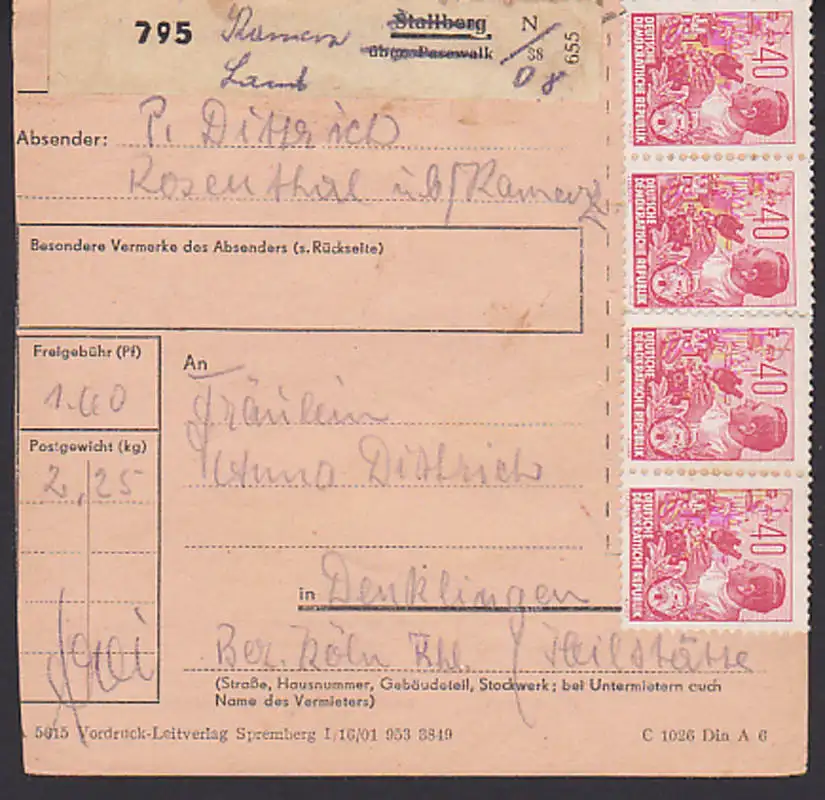 795 Kamenz Stallberg N
Land über Pasewalk 38 655
08
Absender: P. Dittrich
Rosenthal üb/Kamenz
Besondere Vermerke des Absenders (s. Rückseite)
Freigebühr (Pf)
1.60
Postgewicht (kg)
2,25
An
Fräulein
Anna Dittrich
in Denklingen
Bez. Köln Rhl. / Heilstätte
(Straße, Hausnummer, Gebäudeteil, Stockwerk; bei Untermietern auch
Name des Vermieters)
5615 Vordruck-Leitverlag Spremberg I/16/01 953 3849 C 1026 Din A 6
DEUTSCHE
DEMOKRATISCHE REPUBLIK
40
DEUTSCHE
DEMOKRATISCHE REPUBLIK
40
DEUTSCHE
DEMOKRATISCHE REPUBLIK
40
DEUTSCHE
DEMOKRATISCHE REPUBLIK
40